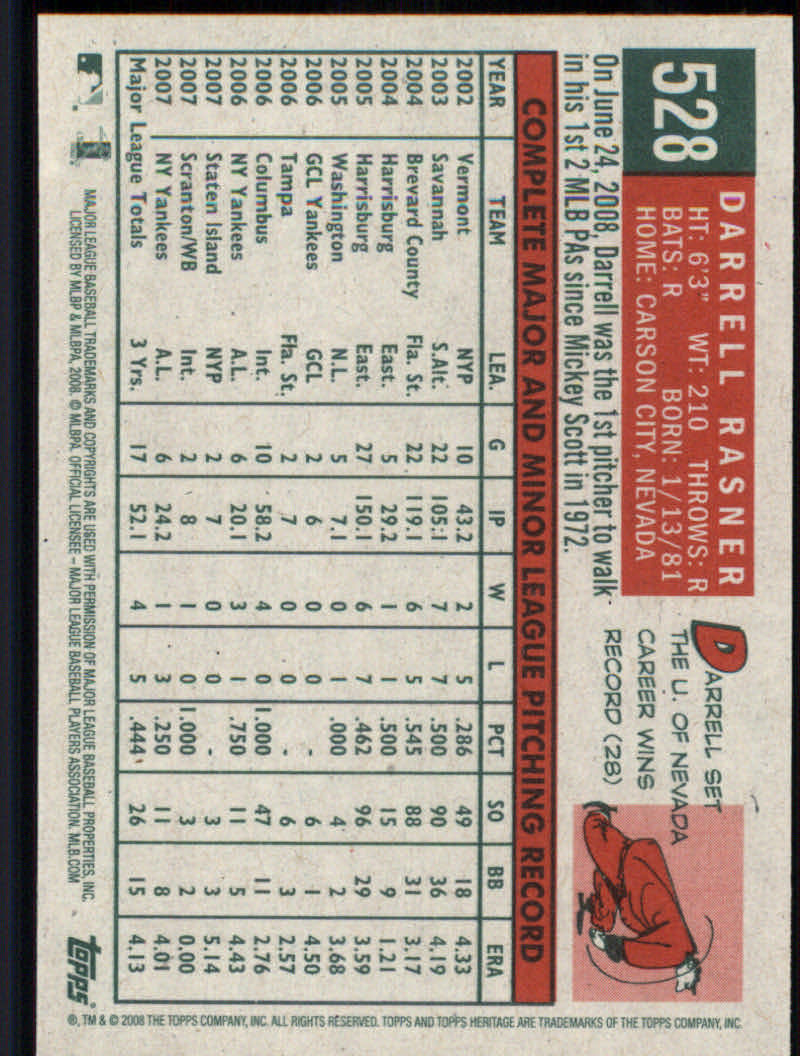 528
DARRELL RASNER
HT: 6'3" WT: 210 THROWS: R
BATS: R BORN: 1/13/81
HOME: CARSON CITY, NEVADA
DARRELL SET
THE U. OF NEVADA
CAREER WINS
RECORD (28)
On June 24, 2008, Darrell was the 1st pitcher to walk
in his 1st 2 MLB PAs since Mickey Scott in 1972.
COMPLETE MAJOR AND MINOR LEAGUE PITCHING RECORD
YEAR TEAM LEA. G IP W L PCT SO BB ERA
2002 Vermont NYP 10 43.2 2 5 .286 49 18 4.33
2003 Savannah S.Atl. 22 105.1 7 7 .500 90 36 4.19
2004 Brevard County Fla. St. 22 119.1 6 5 .545 88 31 3.17
2004 Harrisburg East. 5 29.2 1 1 .500 15 9 1.21
2005 Harrisburg East. 27 150.1 6 7 .462 96 29 3.59
2005 Washington N.L. 5 7.1 0 1 .000 4 2 3.68
2006 GCL Yankees GCL 2 6 0 0 - 6 1 4.50
2006 Tampa Fla. St. 2 7 0 0 - 6 3 2.57
2006 Columbus Int. 10 58.2 4 0 1.000 47 11 2.76
2006 NY Yankees A.L. 6 20.1 3 1 .750 11 5 4.43
2007 Staten Island NYP 2 7 0 0 - 3 3 5.14
2007 Scranton/WB Int. 2 8 1 0 1.000 3 2 0.00
2007 NY Yankees A.L. 6 24.2 1 3 .250 11 8 4.01
Major League Totals 3 Yrs. 17 52.1 4 5 .444 26 15 4.13
MAJOR LEAGUE BASEBALL TRADEMARKS AND COPYRIGHTS ARE USED WITH PERMISSION OF MAJOR LEAGUE BASEBALL PROPERTIES, INC.
LICENSED BY MLBP & MLBPA, 2008. © MLBPA. OFFICIAL LICENSEE – MAJOR LEAGUE BASEBALL PLAYERS ASSOCIATION. MLB.COM
topps®
®, TM & © 2008 THE TOPPS COMPANY, INC. ALL RIGHTS RESERVED. TOPPS AND TOPPS HERITAGE ARE TRADEMARKS OF THE TOPPS COMPANY, INC.